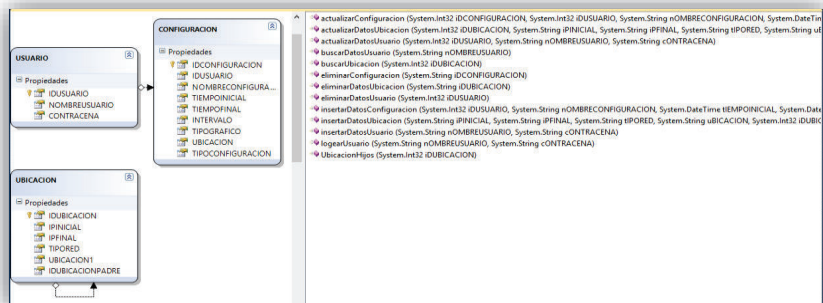 USUARIO
Propiedades
IDUSUARIO
NOMBREUSUARIO
CONTRACENA
CONFIGURACION
Propiedades
IDCONFIGURACION
IDUSUARIO
NOMBRECONFIGURA...
TIEMPOINICIAL
TIEMPOFINAL
INTERVALO
TIPOGRAFICO
UBICACION
TIPOCONFIGURACION
UBICACION
Propiedades
IDUBICACION
IPINICIAL
IPFINAL
TIPORED
UBICACION1
IDUBICACIONPADRE
actualizarConfiguracion (System.Int32 iDCONFIGURACION, System.Int32 iDUSUARIO, System.String nOMBRECONFIGURACION, System.DateTim
actualizarDatosUbicacion (System.Int32 iDUBICACION, System.String iPINICIAL, System.String iPFINAL, System.String tIPORED, System.String uB
actualizarDatosUsuario (System.Int32 iDUSUARIO, System.String nOMBREUSUARIO, System.String cONTRACENA)
buscarDatosUsuario (System.String nOMBREUSUARIO)
buscarUbicacion (System.Int32 iDUBICACION)
eliminarConfiguracion (System.String iDCONFIGURACION)
eliminarDatosUbicacion (System.String iDUBICACION)
eliminarDatosUsuario (System.Int32 iDUSUARIO)
insertarDatosConfiguracion (System.Int32 iDUSUARIO, System.String nOMBRECONFIGURACION, System.DateTime tIEMPOINICIAL, System.Date
insertarDatosUbicacion (System.String iPINICIAL, System.String iPFINAL, System.String tIPORED, System.String uBICACION, System.Int32 iDUBIC
insertarDatosUsuario (System.String nOMBREUSUARIO, System.String cONTRACENA)
logearUsuario (System.String nOMBREUSUARIO, System.String cONTRACENA)
UbicacionHijos (System.Int32 iDUBICACION)